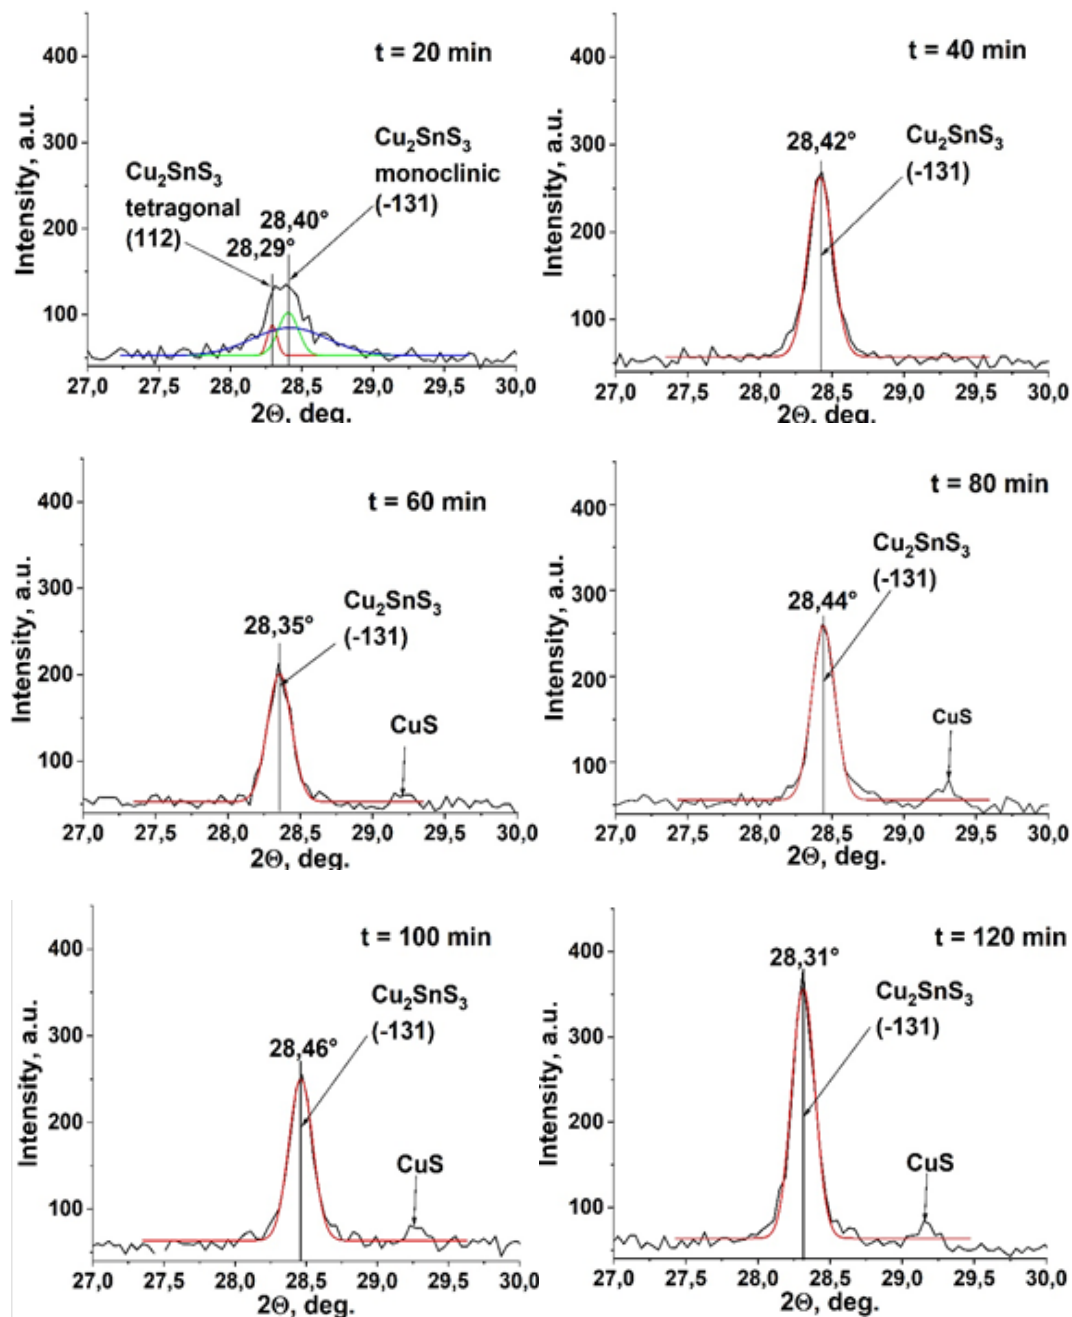 t = 20 min
Cu₂SnS₃
monoclinic
(-131)
Cu₂SnS₃
tetragonal
(112)
28,40°
28,29°
Intensity, a.u.
400
300
200
100
27,0 27,5 28,0 28,5 29,0 29,5 30,0
2Θ, deg.
t = 40 min
28,42°
Cu₂SnS₃
(-131)
Intensity, a.u.
400
300
200
100
27,0 27,5 28,0 28,5 29,0 29,5 30,0
2Θ, deg.
t = 60 min
28,35°
Cu₂SnS₃
(-131)
CuS
Intensity, a.u.
400
300
200
100
27,0 27,5 28,0 28,5 29,0 29,5 30,0
2Θ, deg.
t = 80 min
28,44°
Cu₂SnS₃
(-131)
CuS
Intensity, a.u.
400
300
200
100
27,0 27,5 28,0 28,5 29,0 29,5 30,0
2Θ, deg.
t = 100 min
28,46°
Cu₂SnS₃
(-131)
CuS
Intensity, a.u.
400
300
200
100
27,0 27,5 28,0 28,5 29,0 29,5 30,0
2Θ, deg.
t = 120 min
28,31°
Cu₂SnS₃
(-131)
CuS
Intensity, a.u.
400
300
200
100
27,0 27,5 28,0 28,5 29,0 29,5 30,0
2Θ, deg.